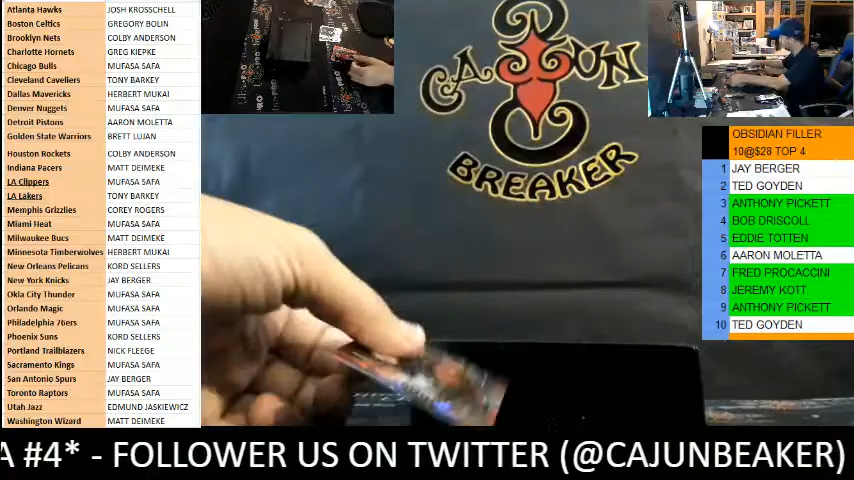 Atlanta Hawks JOSH KROSSCHELL
Boston Celtics GREGORY BOLIN
Brooklyn Nets COLBY ANDERSON
Charlotte Hornets GREG KIEPKE
Chicago Bulls MUFASA SAFA
Cleveland Cavaliers TONY BARKEY
Dallas Mavericks HERBERT MUKAI
Denver Nuggets MUFASA SAFA
Detroit Pistons AARON MOLETTA
Golden State Warriors BRETT LUJAN
Houston Rockets COLBY ANDERSON
Indiana Pacers MATT DEIMEKE
LA Clippers MUFASA SAFA
LA Lakers TONY BARKEY
Memphis Grizzlies COREY ROGERS
Miami Heat MUFASA SAFA
Milwaukee Bucs MATT DEIMEKE
Minnesota Timberwolves HERBERT MUKAI
New Orleans Pelicans KORD SELLERS
New York Knicks JAY BERGER
Okla City Thunder MUFASA SAFA
Orlando Magic MUFASA SAFA
Philadelphia 76ers MUFASA SAFA
Phoenix Suns KORD SELLERS
Portland Trailblazers NICK FLEEGE
Sacramento Kings MUFASA SAFA
San Antonio Spurs JAY BERGER
Toronto Raptors MUFASA SAFA
Utah Jazz EDMUND JASKIEWICZ
Washington Wizard MATT DEIMEKE
CAJUN
BREAKER
OBSIDIAN FILLER
10@$28 TOP 4
1 JAY BERGER
2 TED GOYDEN
3 ANTHONY PICKETT
4 BOB DRISCOLL
5 EDDIE TOTTEN
6 AARON MOLETTA
7 FRED PROCACCINI
8 JEREMY KOTT
9 ANTHONY PICKETT
10 TED GOYDEN
A #4* - FOLLOWER US ON TWITTER (@CAJUNBEAKER)